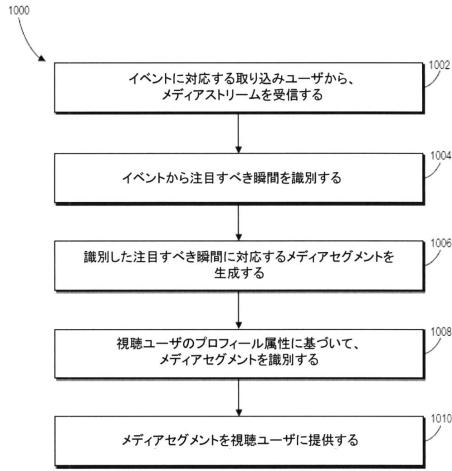 1000
イベントに対応する取り込みユーザから、
メディアストリームを受信する
1002
イベントから注目すべき瞬間を識別する
1004
識別した注目すべき瞬間に対応するメディアセグメントを
生成する
1006
視聴ユーザのプロフィール属性に基づいて、
メディアセグメントを識別する
1008
メディアセグメントを視聴ユーザに提供する
1010